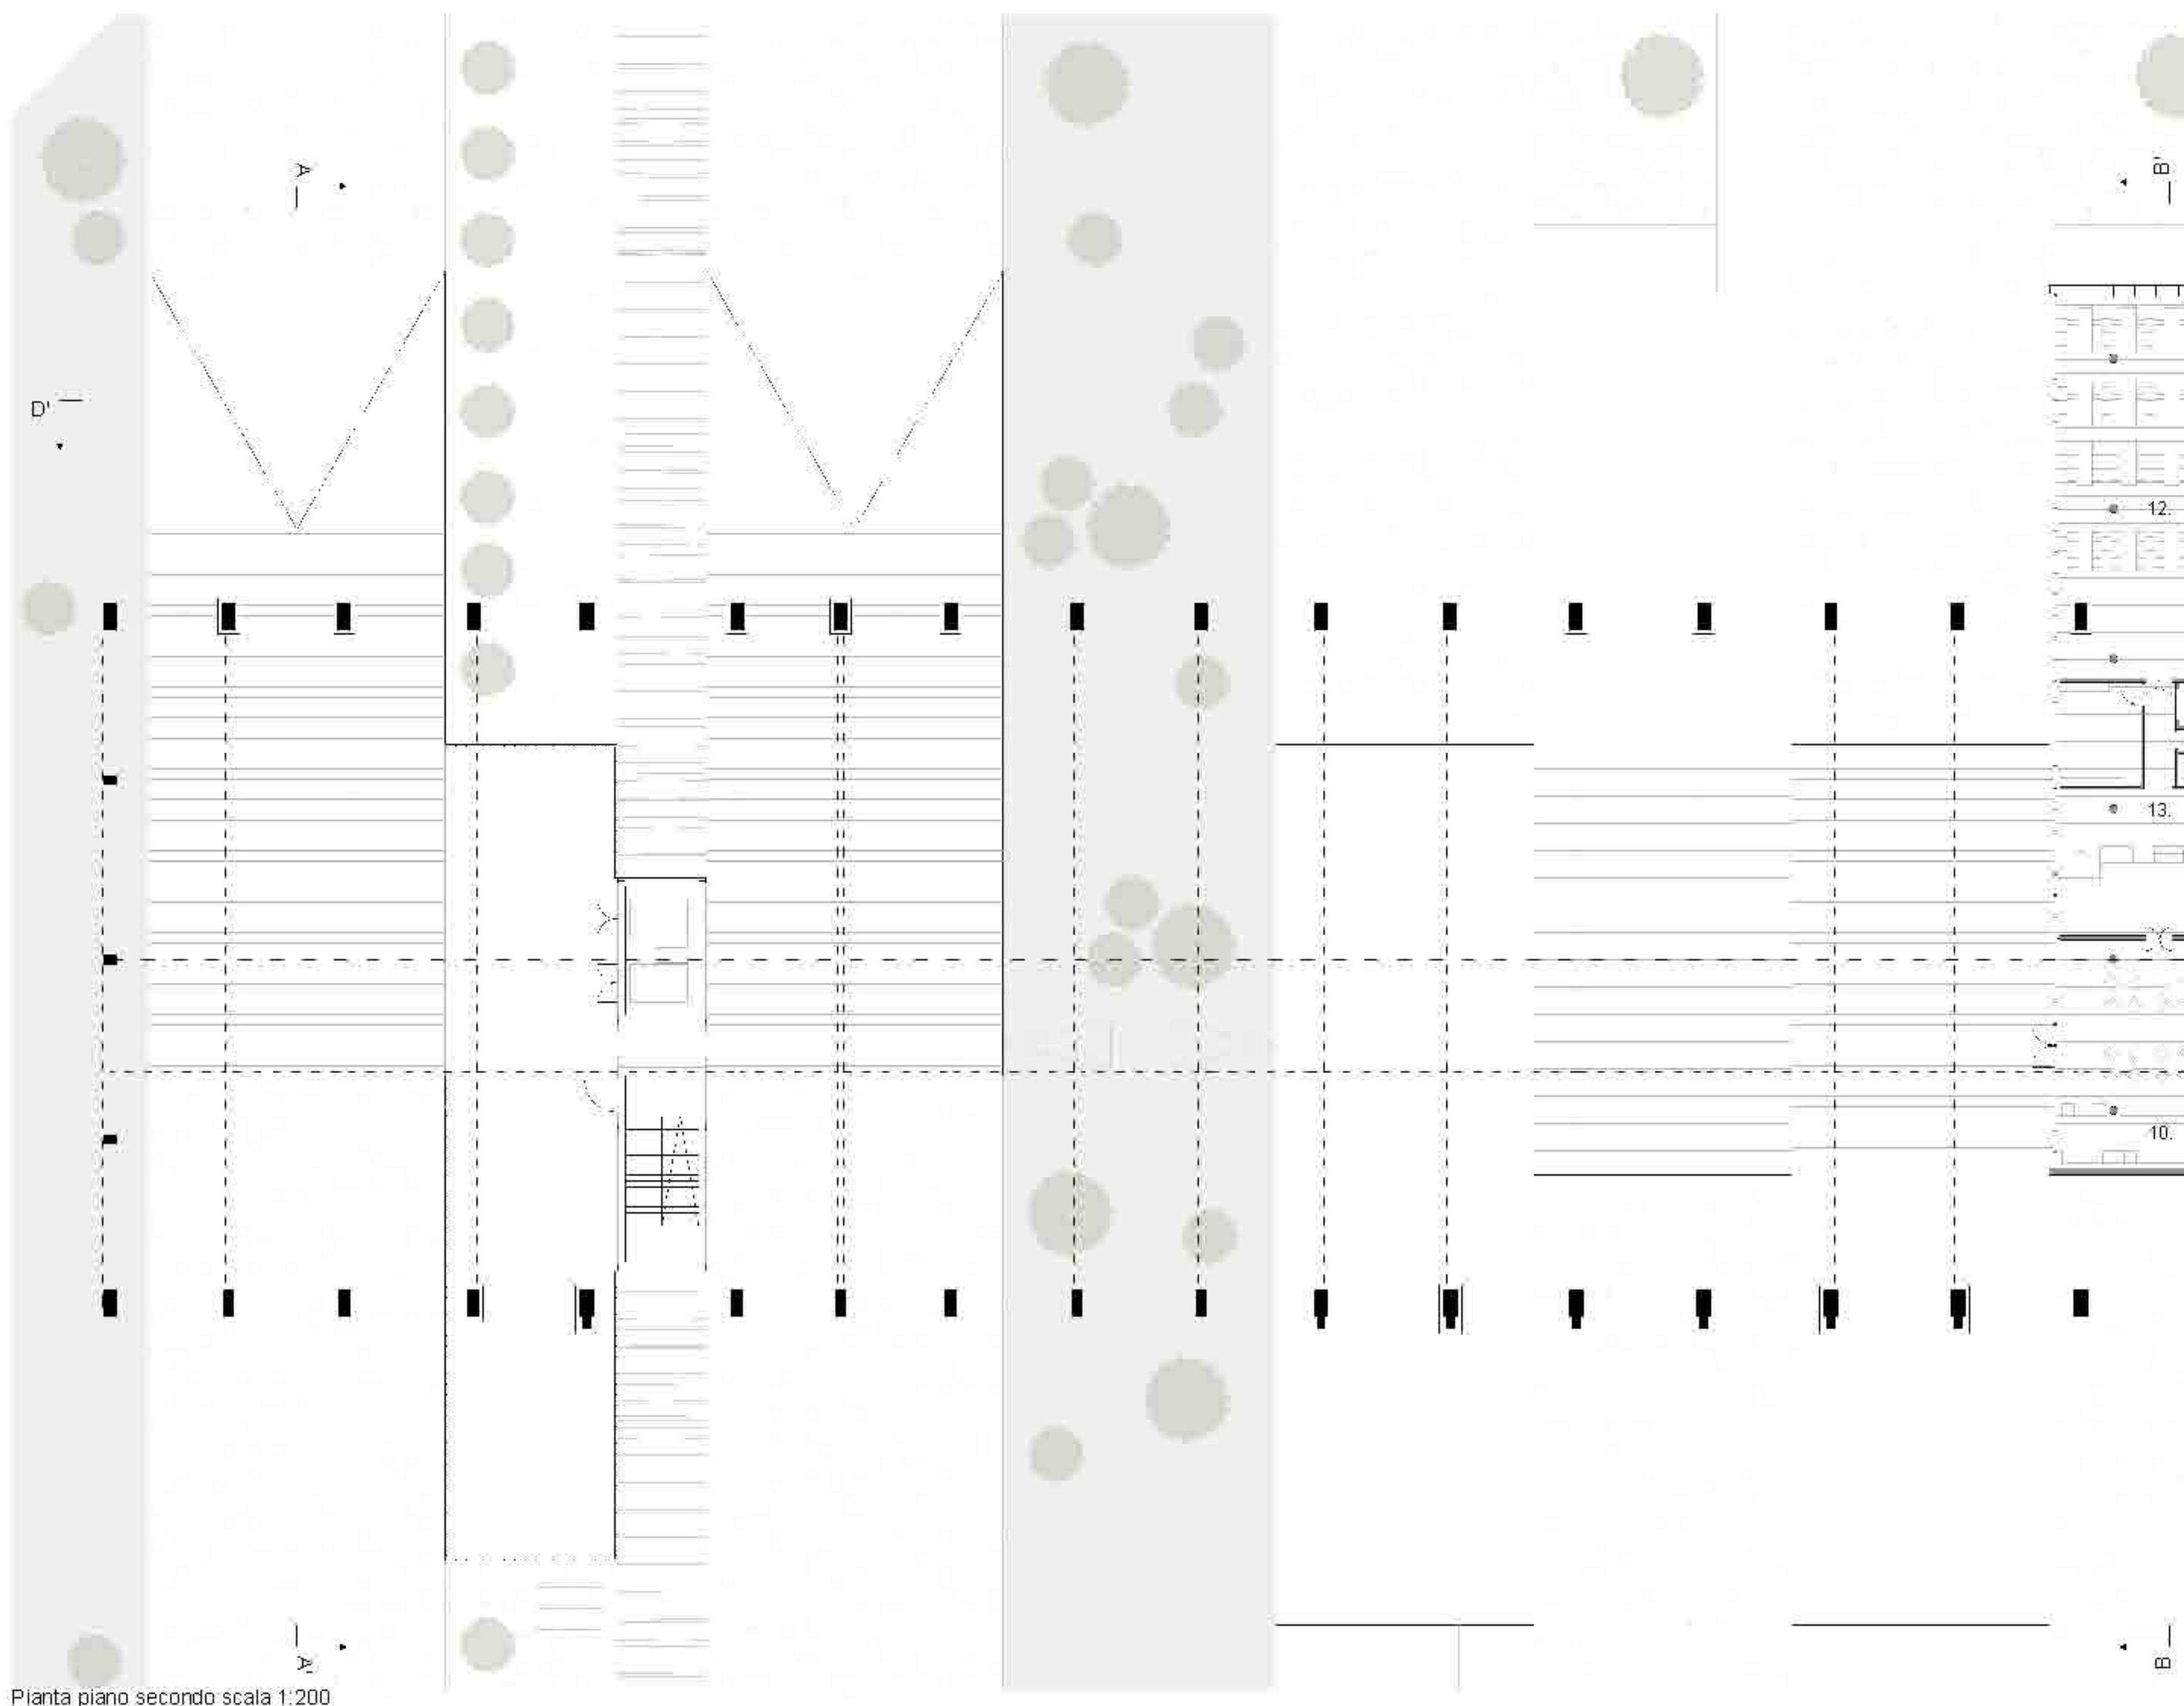 A
B'
D'
12.
13.
10.
A'
B
Pianta piano secondo scala 1:200